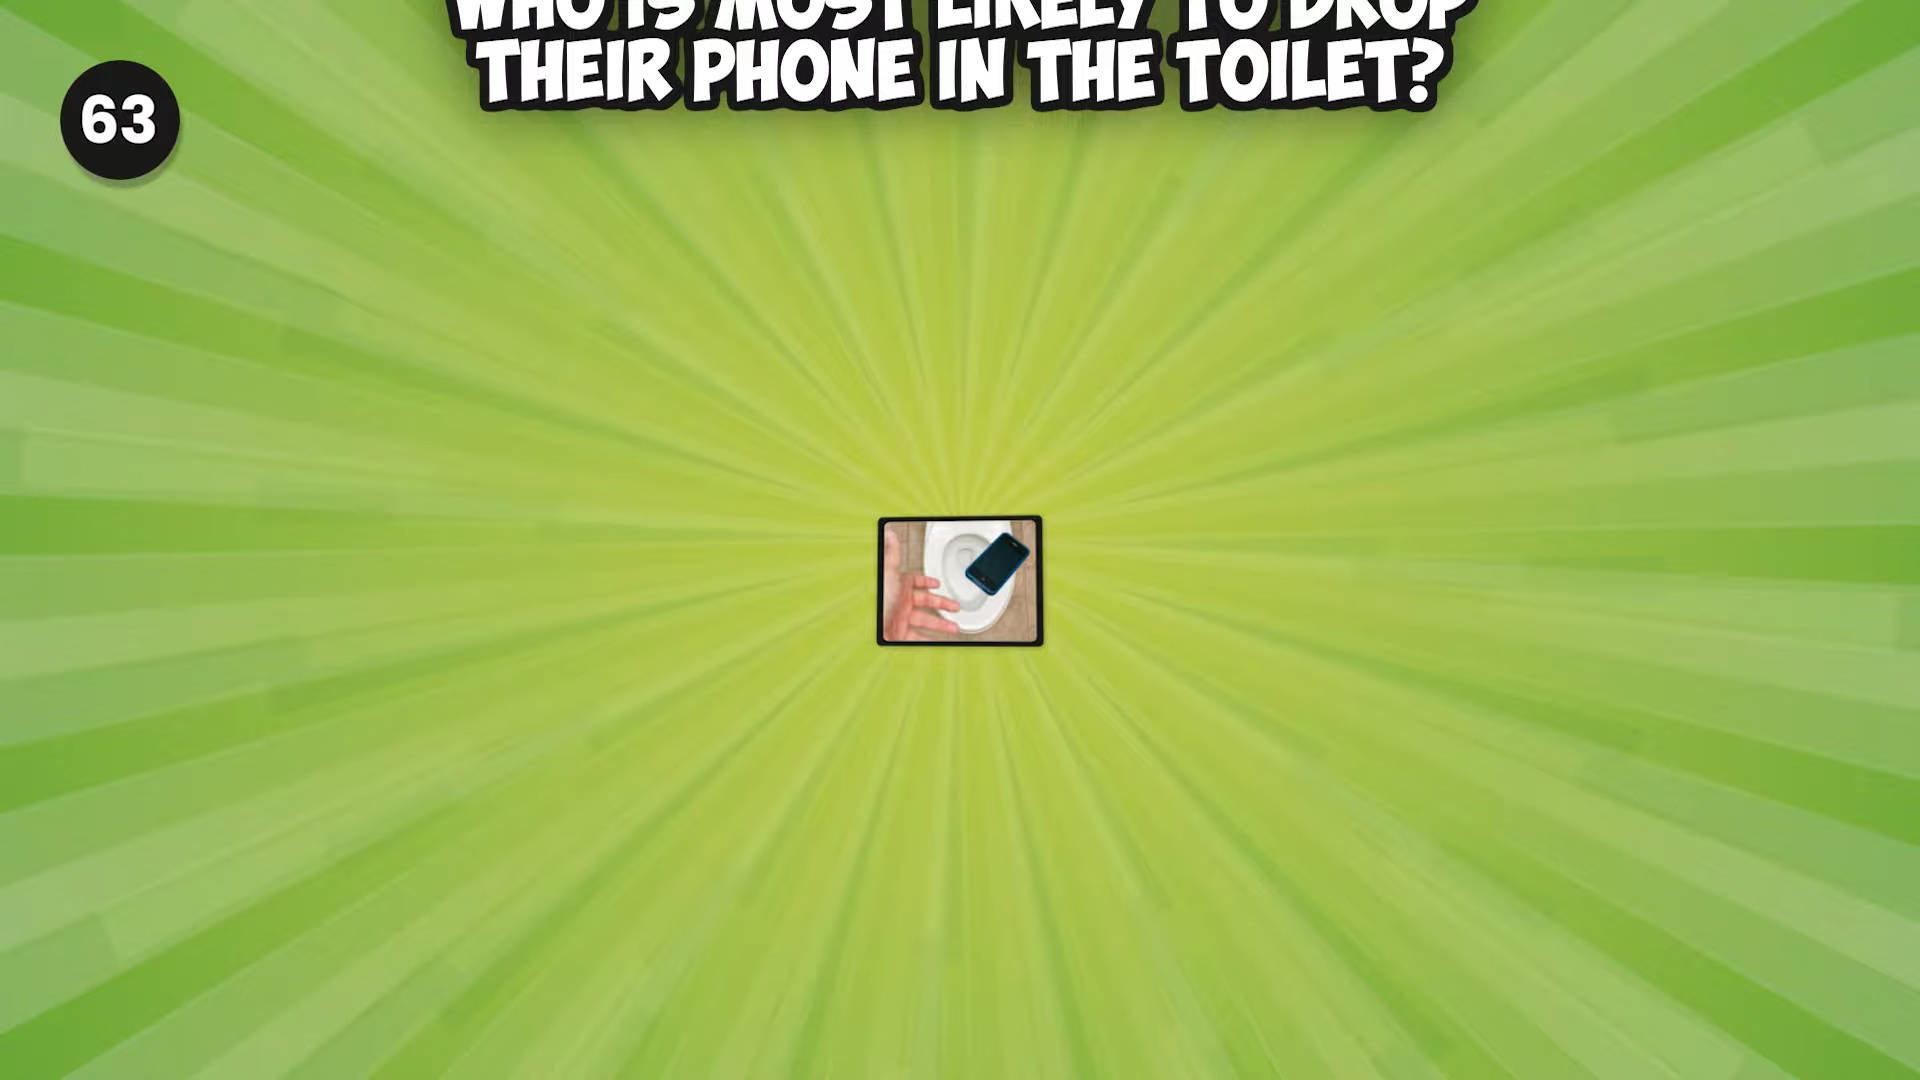 WHO IS MOST LIKELY TO DROP
THEIR PHONE IN THE TOILET?
63